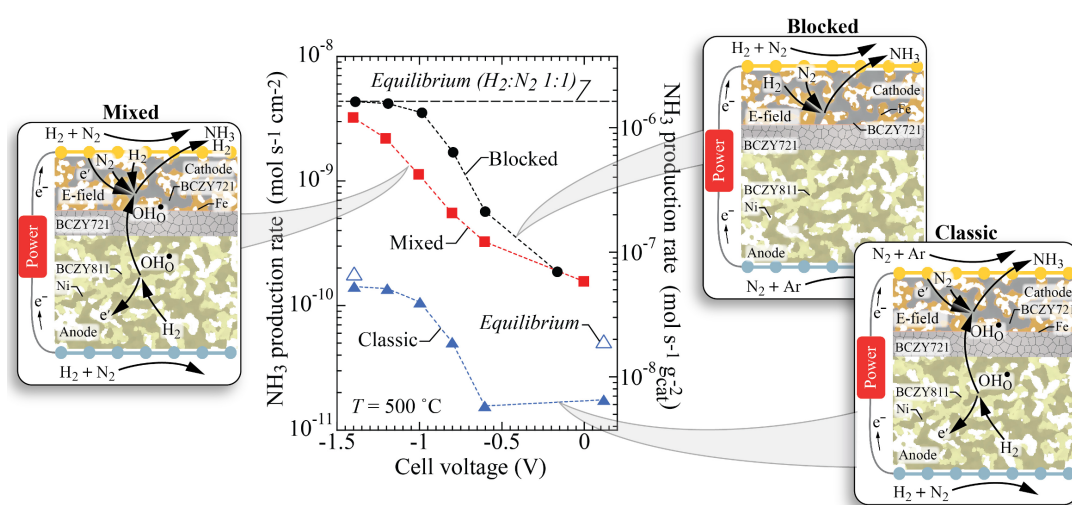 Mixed
H2 + N2
NH3
H2
N2
H2
e′
Cathode
BCZY721
E-field
Fe
OHO•
e−
Power
BCZY811
Ni
OHO•
e−
e′
Anode
H2
H2 + N2
NH3 production rate (mol s-1 cm-2)
10-8
10-9
10-10
10-11
Equilibrium (H2:N2 1:1)
Blocked
Mixed
Equilibrium
Classic
T = 500 ˚C
-1.5
-1
-0.5
0
Cell voltage (V)
10-6
10-7
10-8
NH3 production rate (mol s-1 gcat-2)
Blocked
H2 + N2
NH3
N2
H2
Cathode
e−
E-field
Fe
BCZY721
BCZY721
Power
BCZY811
Ni
e−
Anode
N2 + Ar
Classic
N2 + Ar
NH3
e′
N2
Cathode
e−
E-field
BCZY721
Fe
OHO•
Power
BCZY811
OHO•
Ni
e−
e′
H2
Anode
H2 + N2